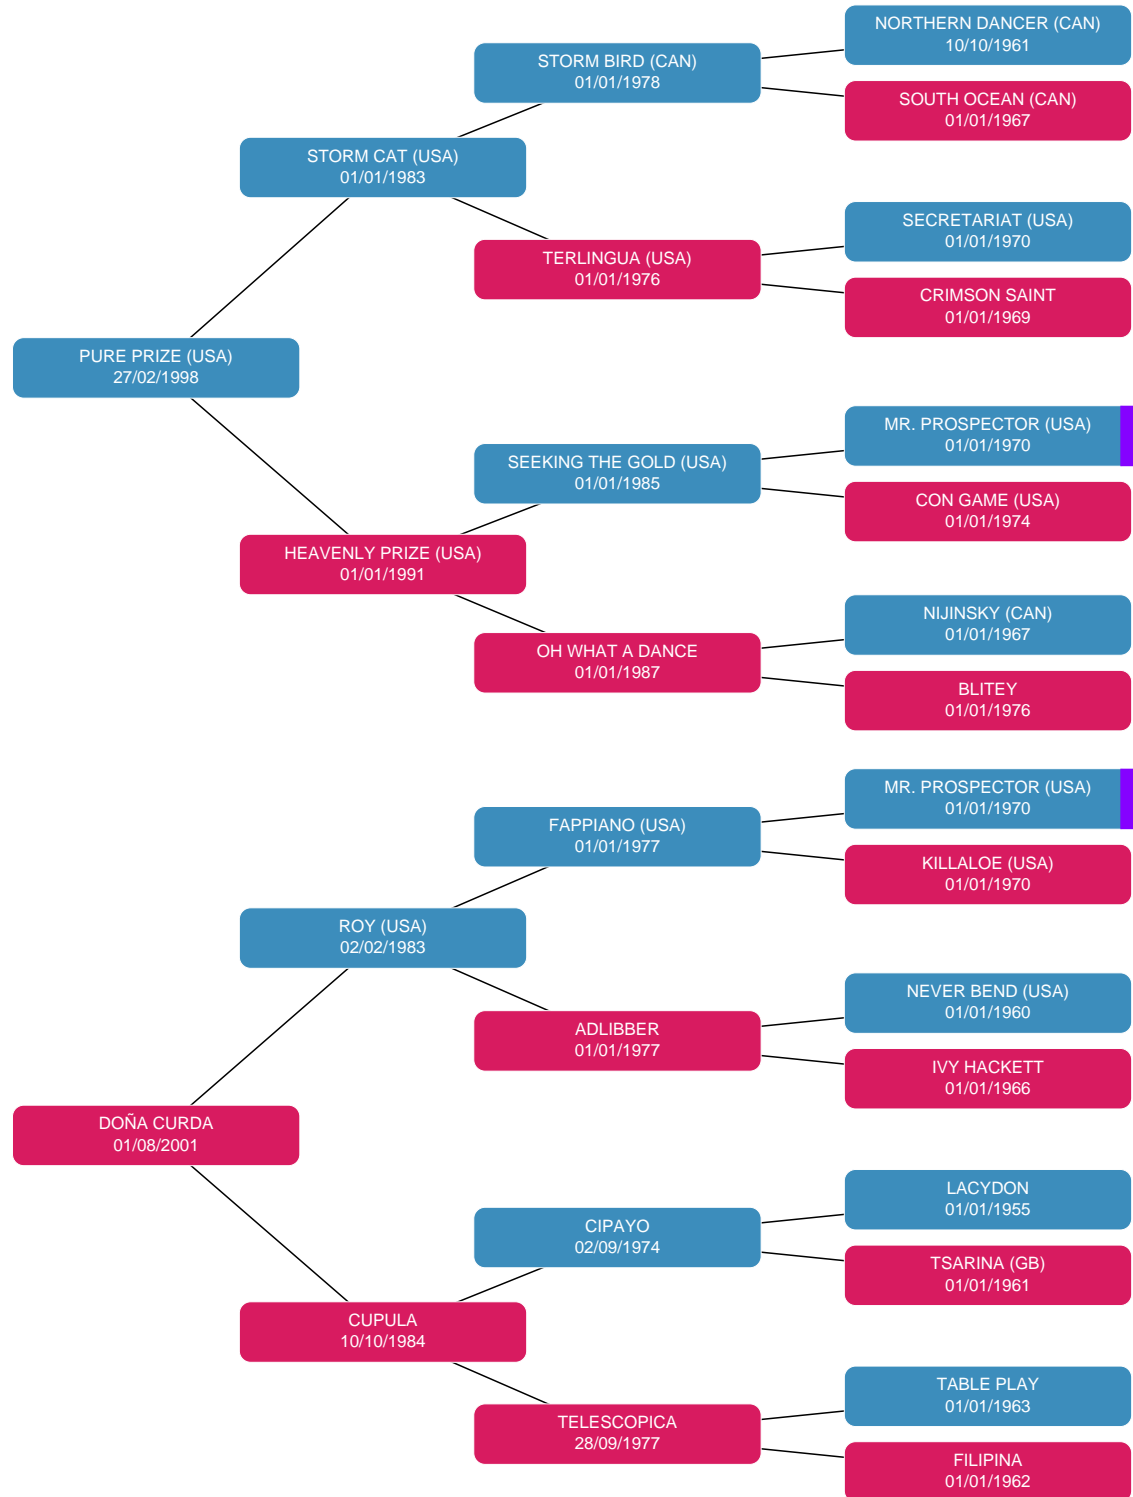 NORTHERN DANCER (CAN)
10/10/1961
STORM BIRD (CAN)
01/01/1978
SOUTH OCEAN (CAN)
01/01/1967
STORM CAT (USA)
01/01/1983
SECRETARIAT (USA)
01/01/1970
TERLINGUA (USA)
01/01/1976
CRIMSON SAINT
01/01/1969
PURE PRIZE (USA)
27/02/1998
MR. PROSPECTOR (USA)
01/01/1970
SEEKING THE GOLD (USA)
01/01/1985
CON GAME (USA)
01/01/1974
HEAVENLY PRIZE (USA)
01/01/1991
NIJINSKY (CAN)
01/01/1967
OH WHAT A DANCE
01/01/1987
BLITEY
01/01/1976
MR. PROSPECTOR (USA)
01/01/1970
FAPPIANO (USA)
01/01/1977
KILLALOE (USA)
01/01/1970
ROY (USA)
02/02/1983
NEVER BEND (USA)
01/01/1960
ADLIBBER
01/01/1977
IVY HACKETT
01/01/1966
DOÑA CURDA
01/08/2001
LACYDON
01/01/1955
CIPAYO
02/09/1974
TSARINA (GB)
01/01/1961
CUPULA
10/10/1984
TABLE PLAY
01/01/1963
TELESCOPICA
28/09/1977
FILIPINA
01/01/1962